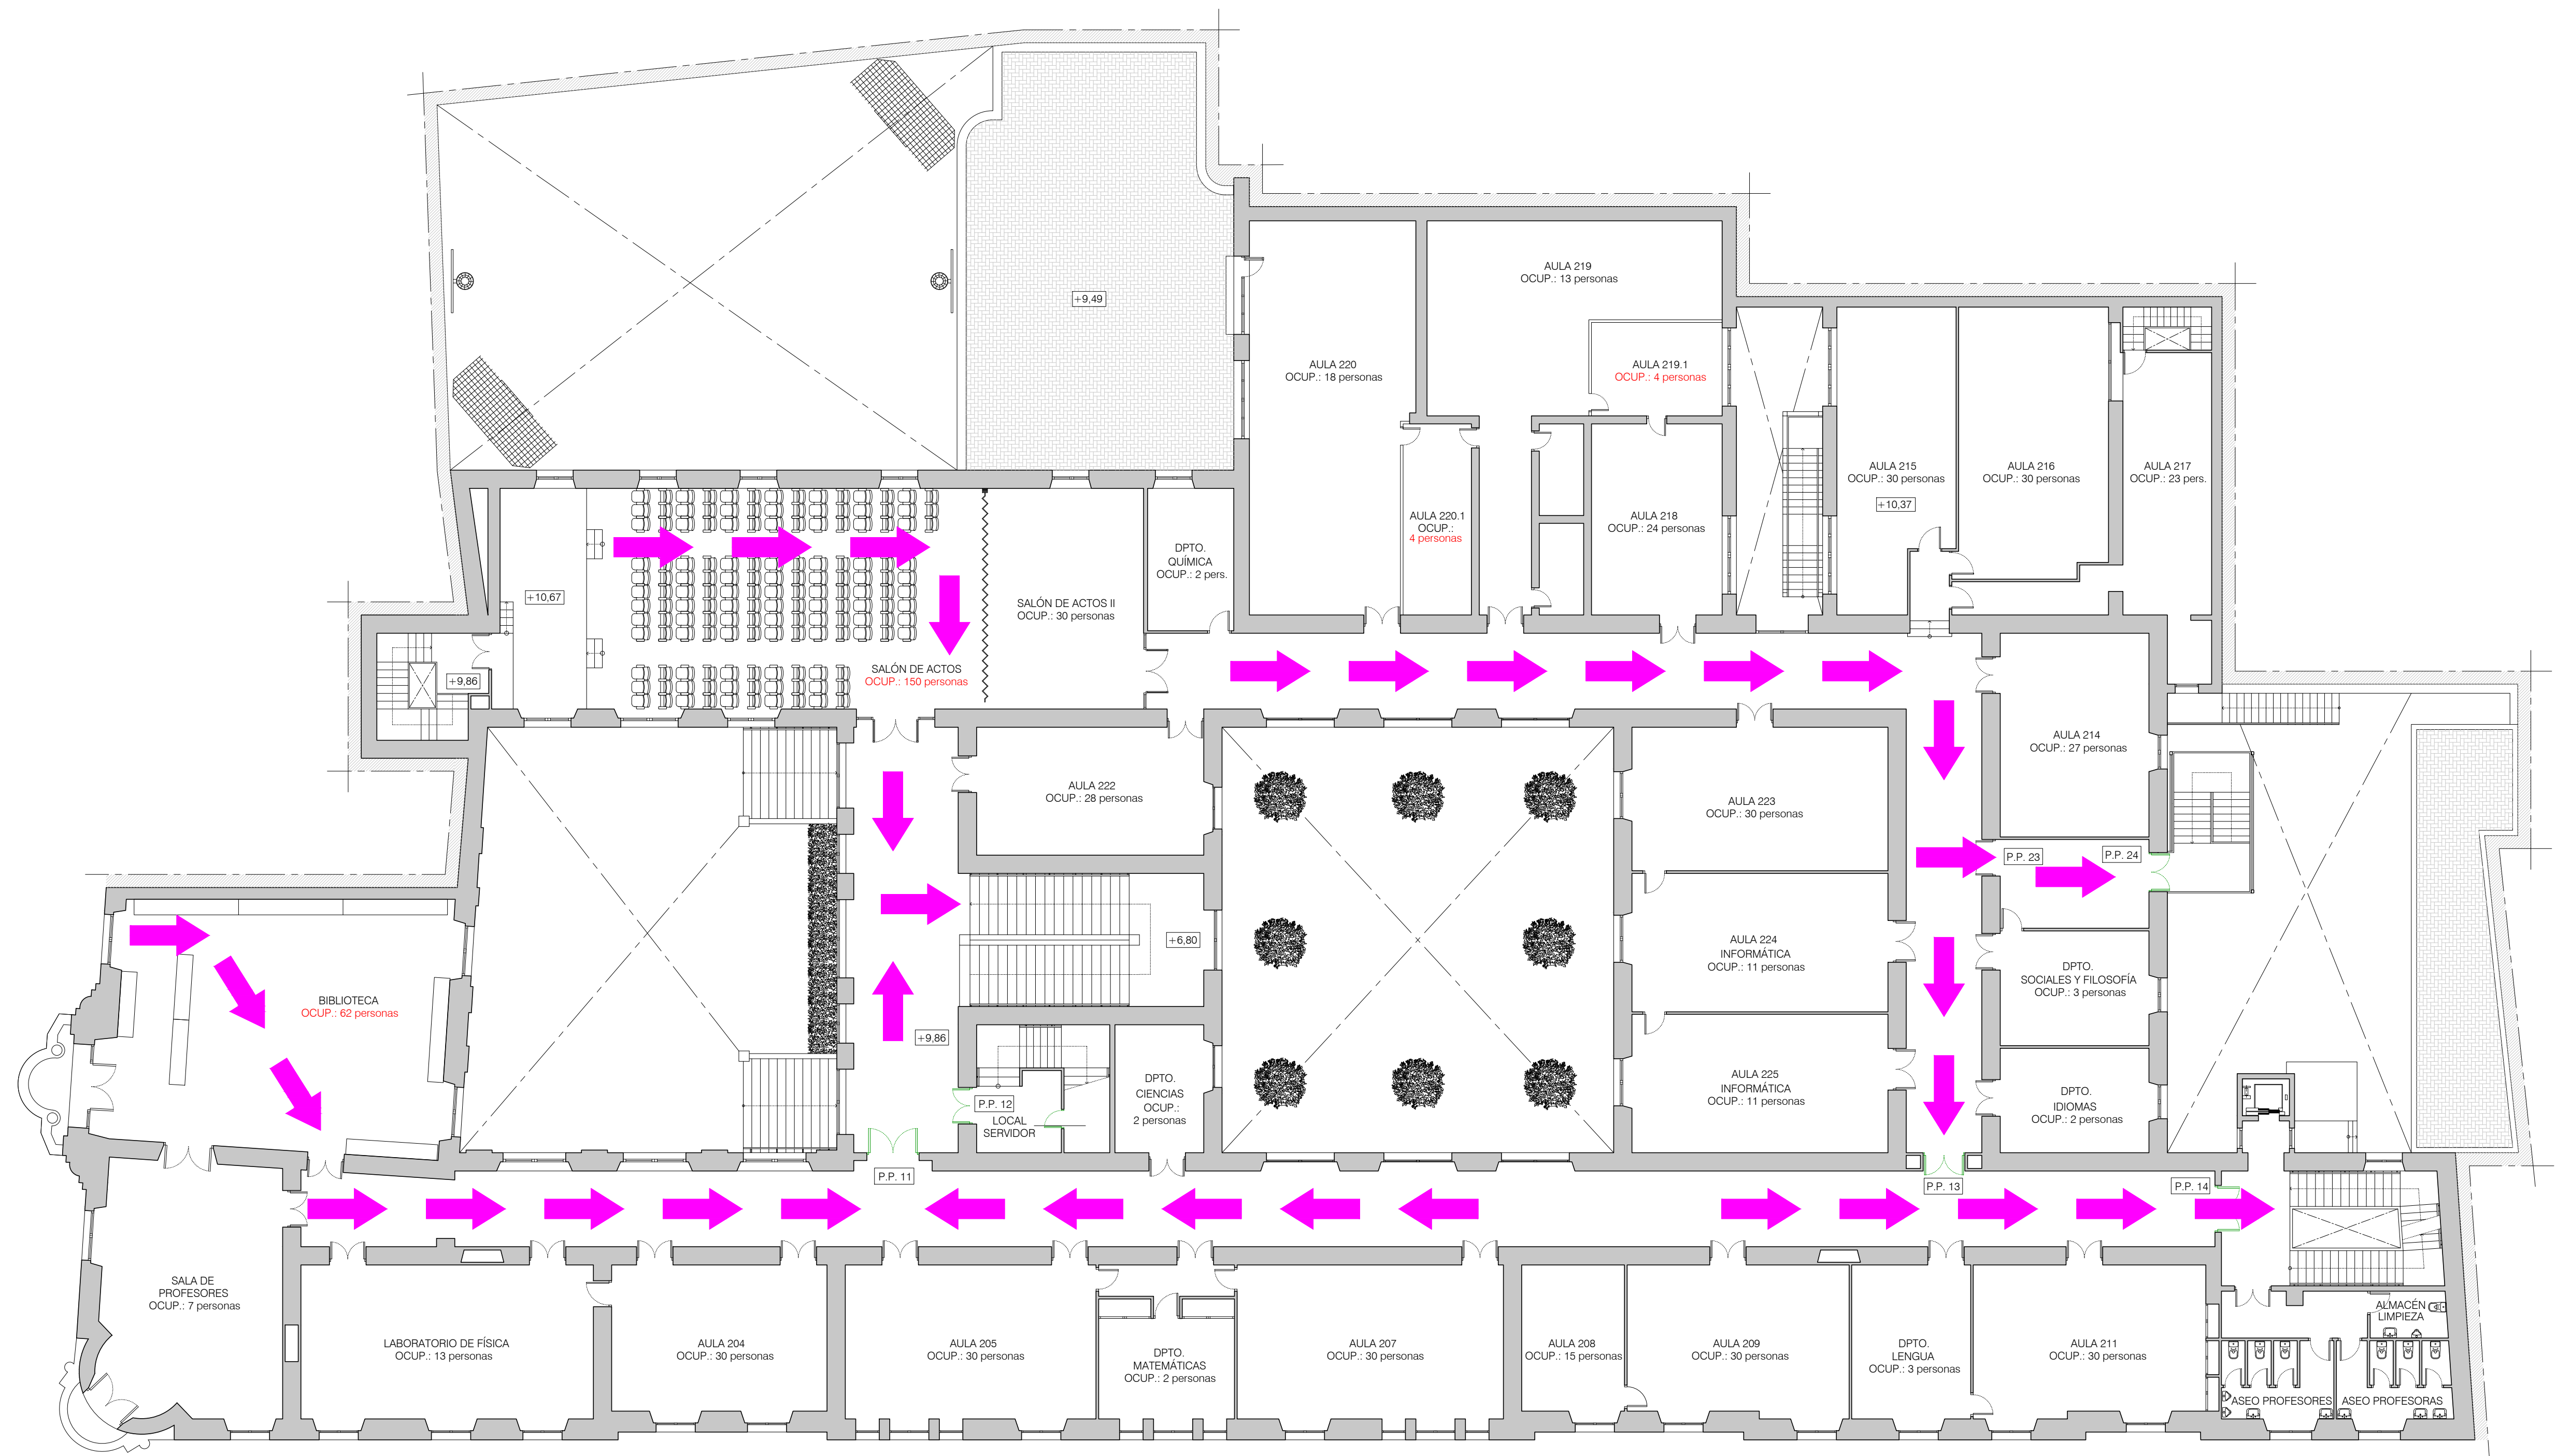 +9,49
AULA 219
OCUP.: 13 personas
AULA 220
OCUP.: 18 personas
AULA 219.1
OCUP.: 4 personas
AULA 215
OCUP.: 30 personas
+10,37
AULA 216
OCUP.: 30 personas
AULA 217
OCUP.: 23 pers.
AULA 220.1
OCUP.:
4 personas
AULA 218
OCUP.: 24 personas
DPTO.
QUÍMICA
OCUP.: 2 pers.
+10,67
SALÓN DE ACTOS II
OCUP.: 30 personas
SALÓN DE ACTOS
OCUP.: 150 personas
+9,86
AULA 214
OCUP.: 27 personas
AULA 222
OCUP.: 28 personas
AULA 223
OCUP.: 30 personas
P.P. 23
P.P. 24
+6,80
AULA 224
INFORMÁTICA
OCUP.: 11 personas
DPTO.
SOCIALES Y FILOSOFÍA
OCUP.: 3 personas
BIBLIOTECA
OCUP.: 62 personas
+9,86
DPTO.
CIENCIAS
OCUP.:
2 personas
P.P. 12
LOCAL
SERVIDOR
AULA 225
INFORMÁTICA
OCUP.: 11 personas
DPTO.
IDIOMAS
OCUP.: 2 personas
P.P. 11
P.P. 13
P.P. 14
SALA DE
PROFESORES
OCUP.: 7 personas
LABORATORIO DE FÍSICA
OCUP.: 13 personas
AULA 204
OCUP.: 30 personas
AULA 205
OCUP.: 30 personas
DPTO.
MATEMÁTICAS
OCUP.: 2 personas
AULA 207
OCUP.: 30 personas
AULA 208
OCUP.: 15 personas
AULA 209
OCUP.: 30 personas
DPTO.
LENGUA
OCUP.: 3 personas
AULA 211
OCUP.: 30 personas
ALMACÉN
LIMPIEZA
ASEO PROFESORES
ASEO PROFESORAS